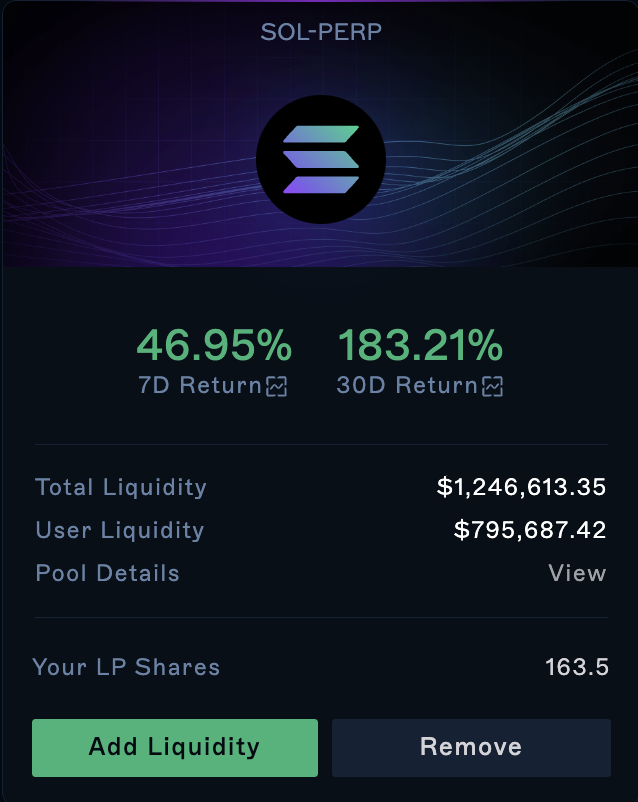 SOL-PERP
46.95% 183.21%
7D Return 30D Return
Total Liquidity $1,246,613.35
User Liquidity $795,687.42
Pool Details View
Your LP Shares 163.5
Add Liquidity Remove